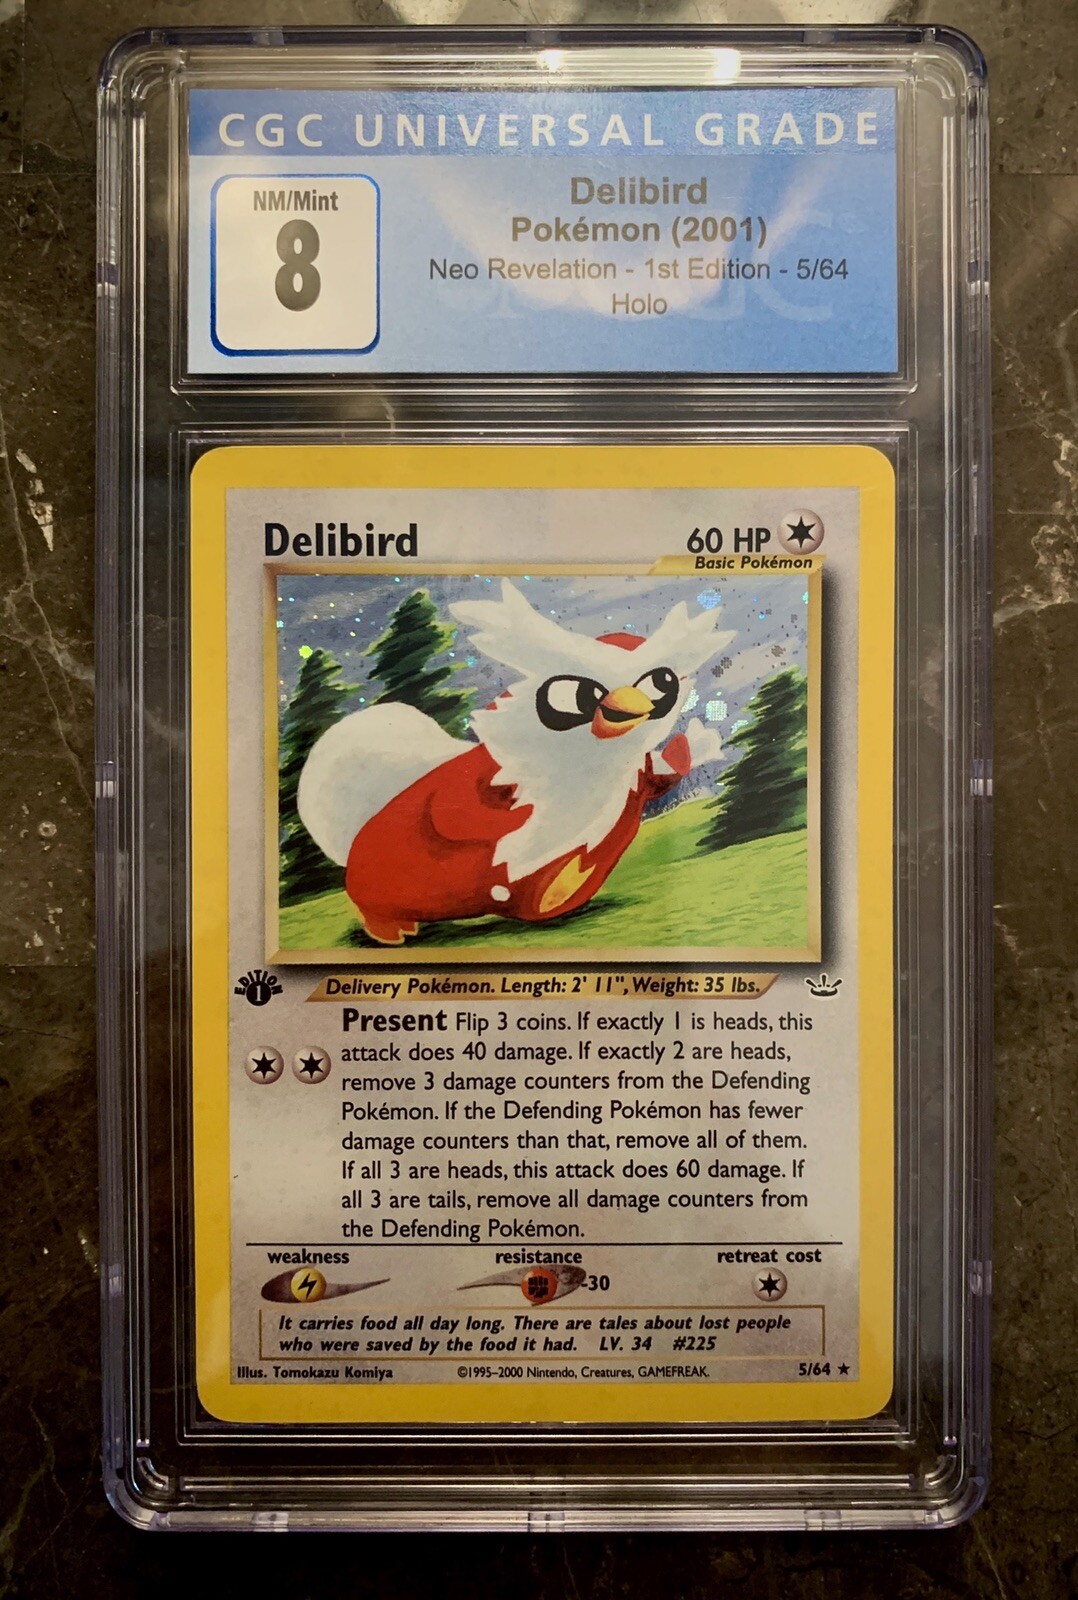 CGC UNIVERSAL GRADE
NM/Mint
8
Delibird
Pokémon (2001)
Neo Revelation - 1st Edition - 5/64
Holo
Delibird
60 HP
Basic Pokémon
EDITION
1
Delivery Pokémon. Length: 2' 11", Weight: 35 lbs.
Present Flip 3 coins. If exactly 1 is heads, this
attack does 40 damage. If exactly 2 are heads,
remove 3 damage counters from the Defending
Pokémon. If the Defending Pokémon has fewer
damage counters than that, remove all of them.
If all 3 are heads, this attack does 60 damage. If
all 3 are tails, remove all damage counters from
the Defending Pokémon.
weakness resistance retreat cost
-30
It carries food all day long. There are tales about lost people
who were saved by the food it had. LV. 34 #225
Illus. Tomokazu Komiya ©1995–2000 Nintendo, Creatures, GAMEFREAK. 5/64 ★